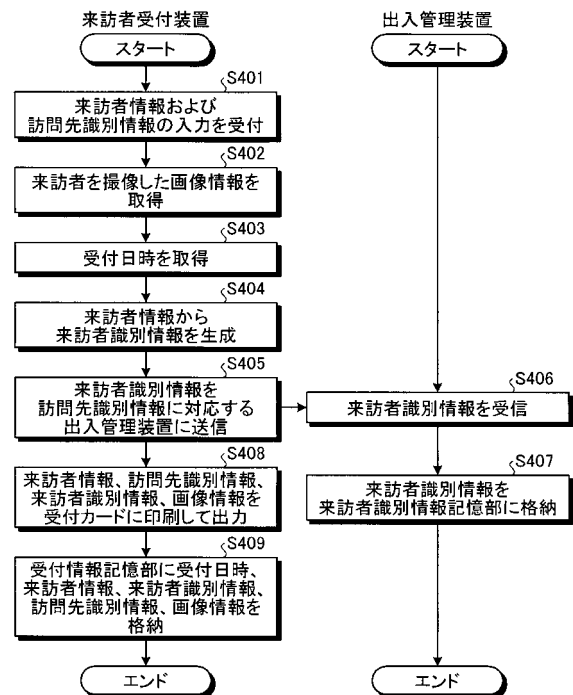 来訪者受付装置
スタート
S401
来訪者情報および
訪問先識別情報の入力を受付
S402
来訪者を撮像した画像情報を
取得
S403
受付日時を取得
S404
来訪者情報から
来訪者識別情報を生成
S405
来訪者識別情報を
訪問先識別情報に対応する
出入管理装置に送信
S408
来訪者情報、訪問先識別情報、
来訪者識別情報、画像情報を
受付カードに印刷して出力
S409
受付情報記憶部に受付日時、
来訪者情報、来訪者識別情報、
訪問先識別情報、画像情報を
格納
エンド
出入管理装置
スタート
S406
来訪者識別情報を受信
S407
来訪者識別情報を
来訪者識別情報記憶部に格納
エンド